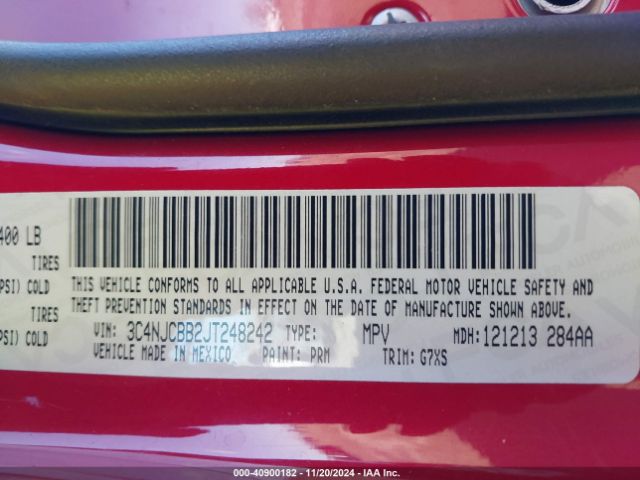 400 LB
TIRES
PSI) COLD
TIRES
PSI) COLD
THIS VEHICLE CONFORMS TO ALL APPLICABLE U.S.A. FEDERAL MOTOR VEHICLE SAFETY AND
THEFT PREVENTION STANDARDS IN EFFECT ON THE DATE OF MANUFACTURE SHOWN ABOVE.
VIN: 3C4NJCBB2JT248242 TYPE: MPV MDH:121213 284AA
VEHICLE MADE IN MEXICO PAINT: PRM TRIM: G7XS
000-40900182 - 11/20/2024 - IAA Inc.